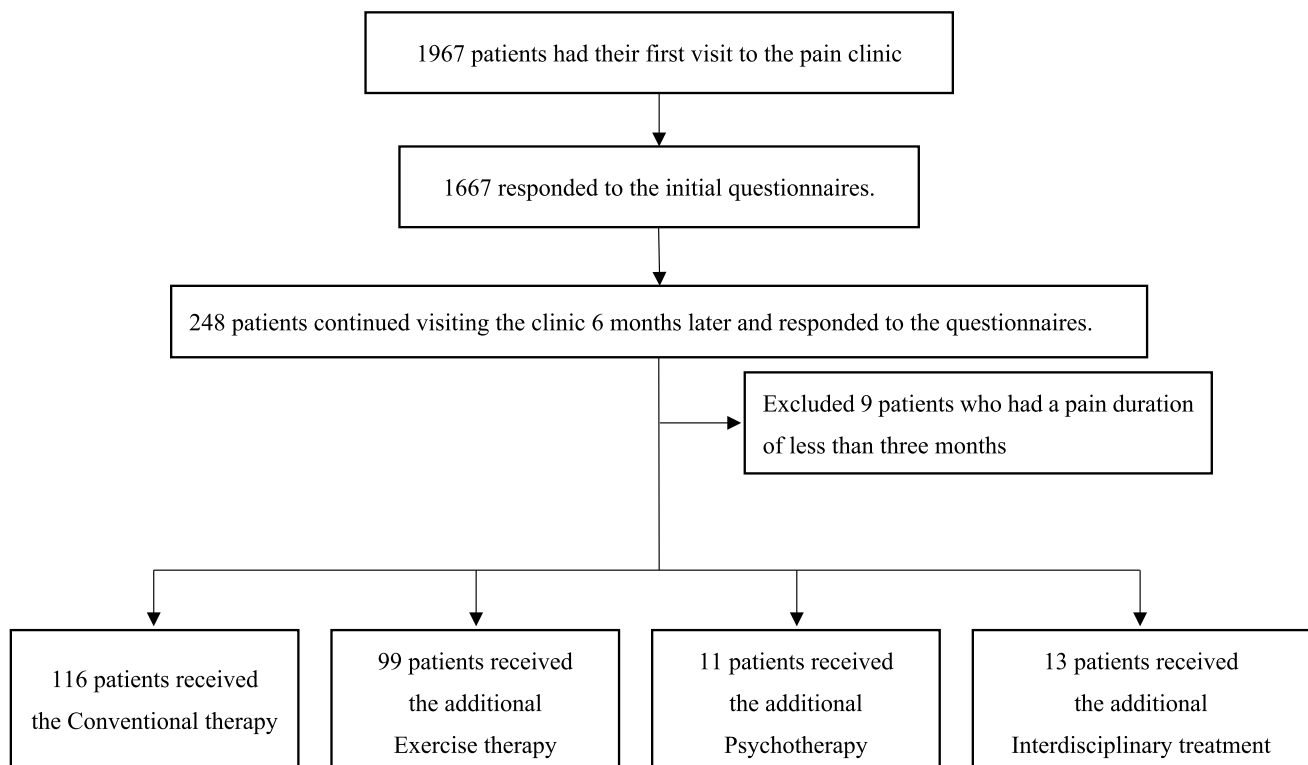 1967 patients had their first visit to the pain clinic
1667 responded to the initial questionnaires.
248 patients continued visiting the clinic 6 months later and responded to the questionnaires.
Excluded 9 patients who had a pain duration
of less than three months
116 patients received
the Conventional therapy
99 patients received
the additional
Exercise therapy
11 patients received
the additional
Psychotherapy
13 patients received
the additional
Interdisciplinary treatment